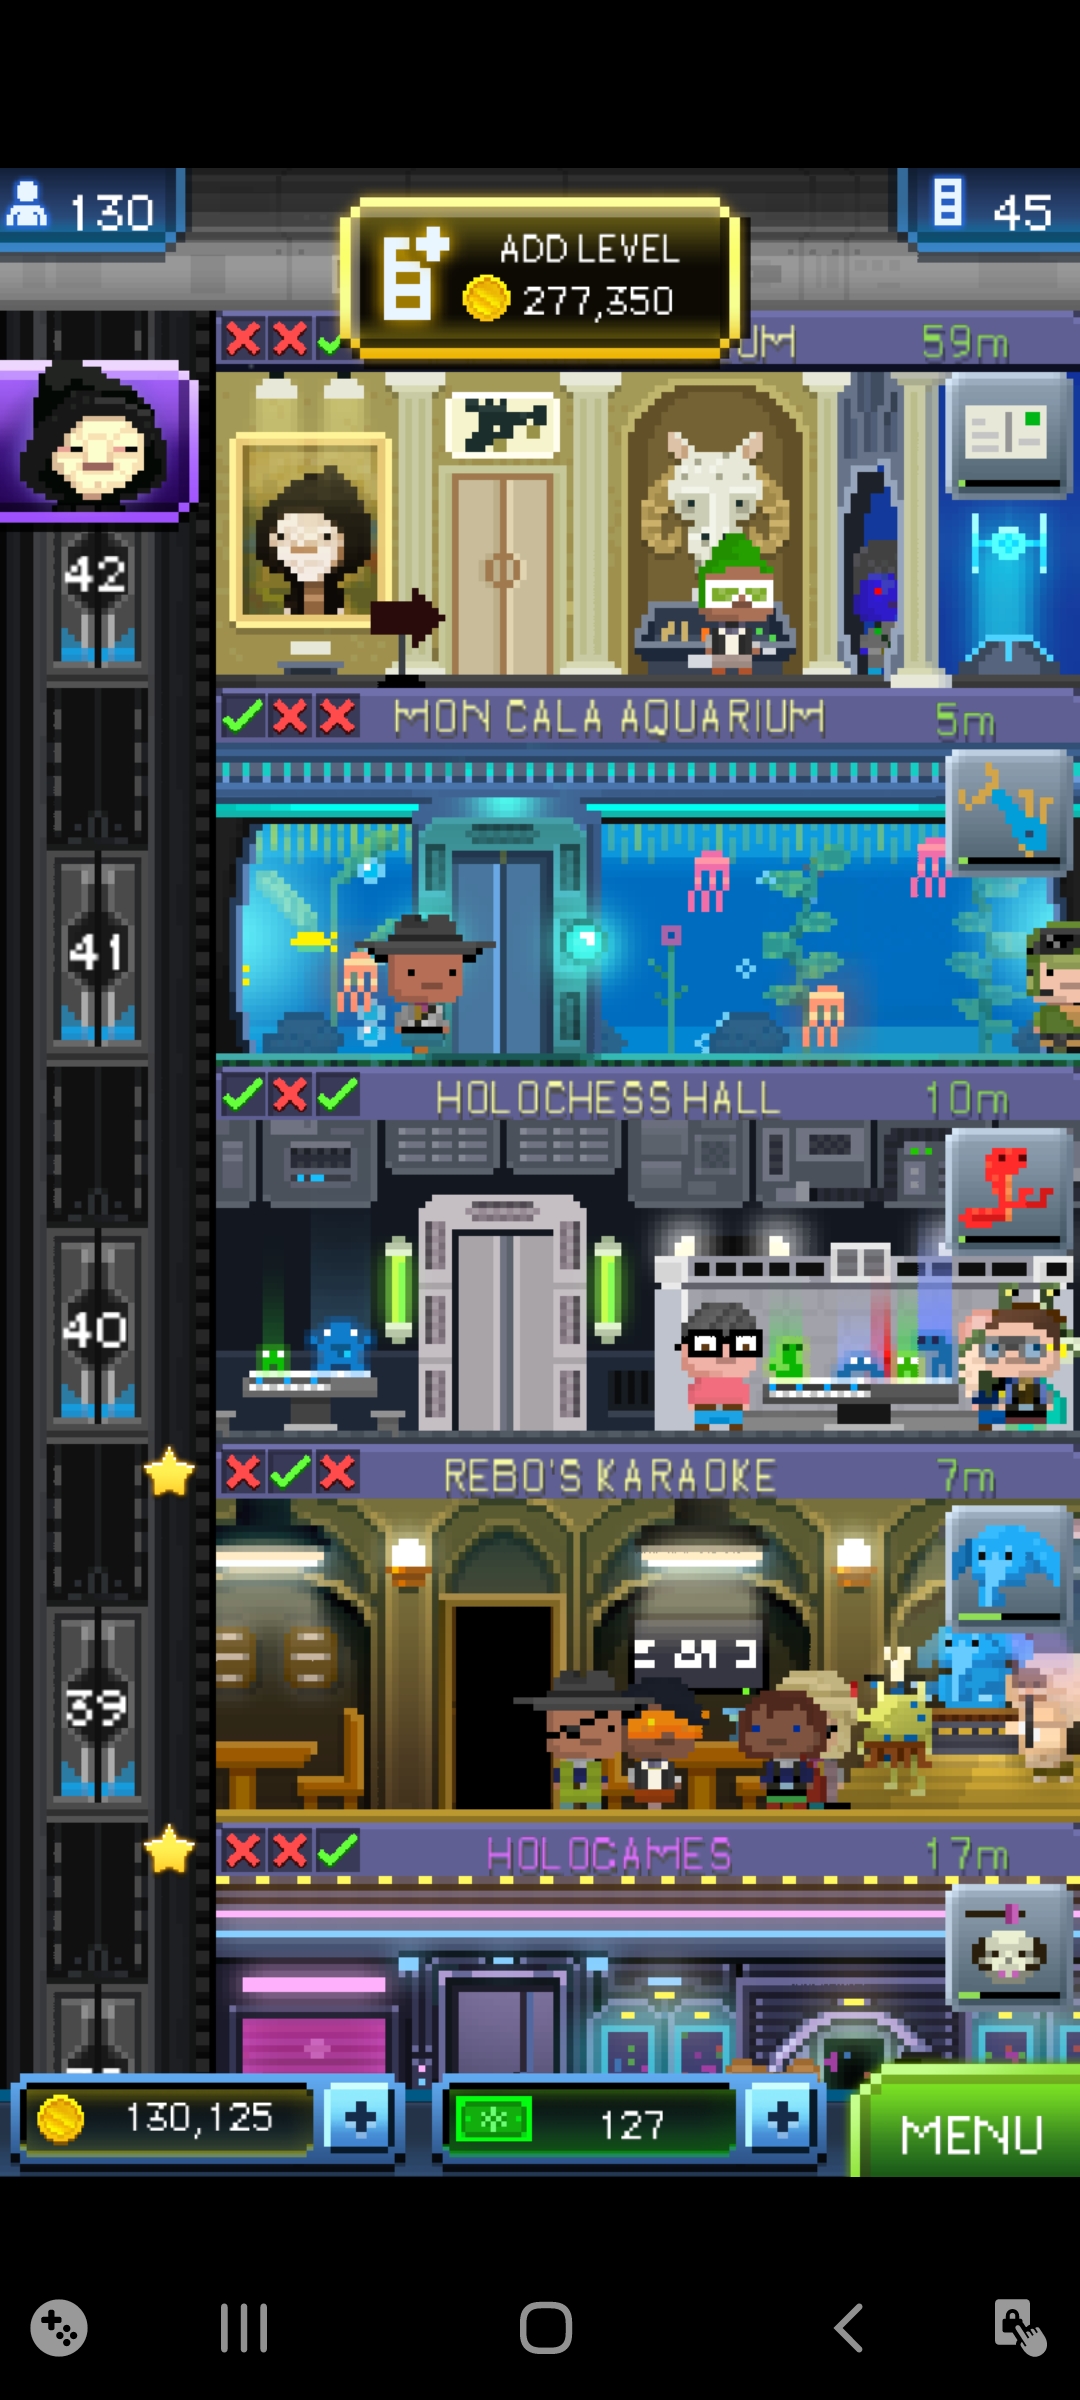 130
45
ADD LEVEL
277,350
UM 59m
42
MON CALA AQUARIUM 5m
41
HOLOCHESS HALL 10m
40
REBO'S KARAOKE 7m
39
HOLOGAMES 17m
130,125
127
MENU